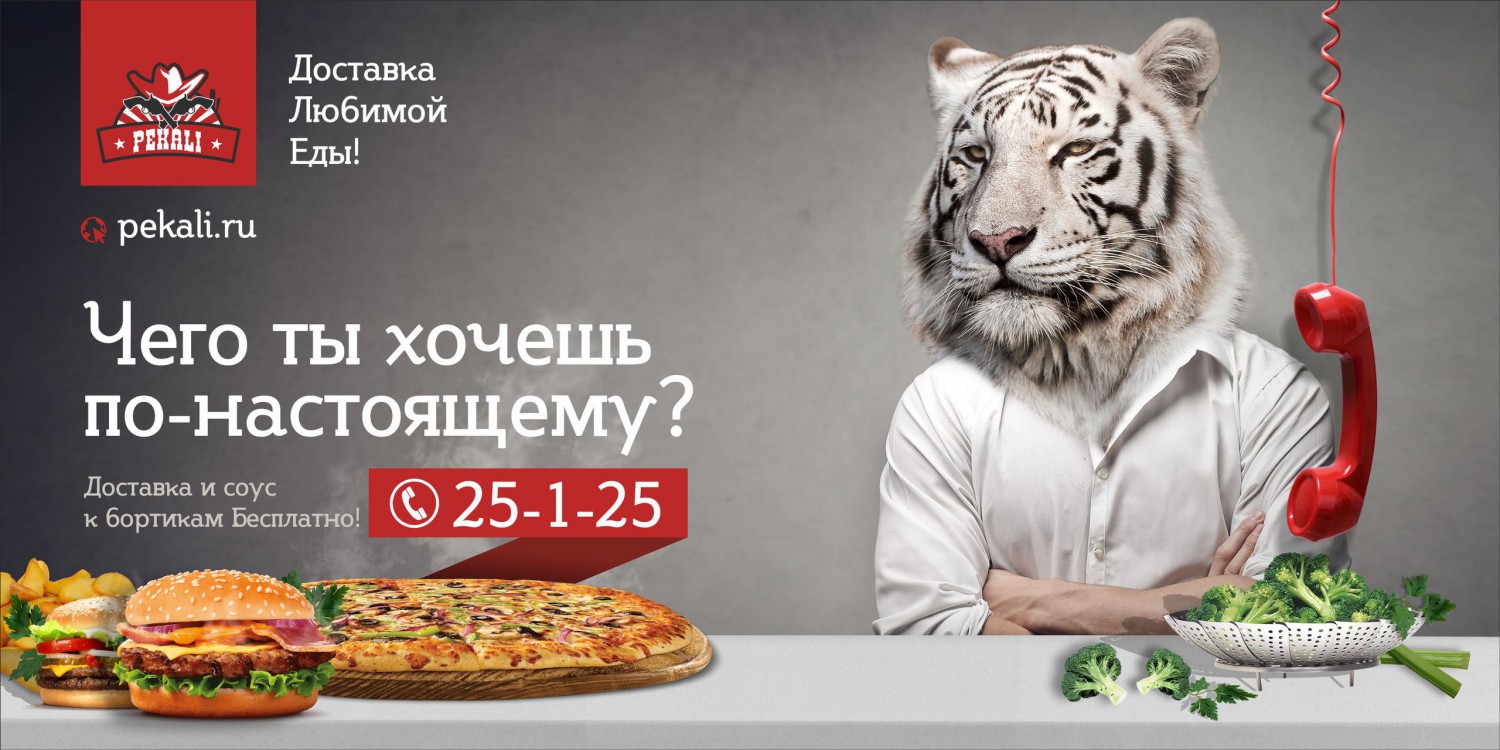 PEKALI
Доставка
Любимой
Еды!
pekali.ru
Чего ты хочешь
по-настоящему?
Доставка и соус
к бортикам Бесплатно!
25-1-25